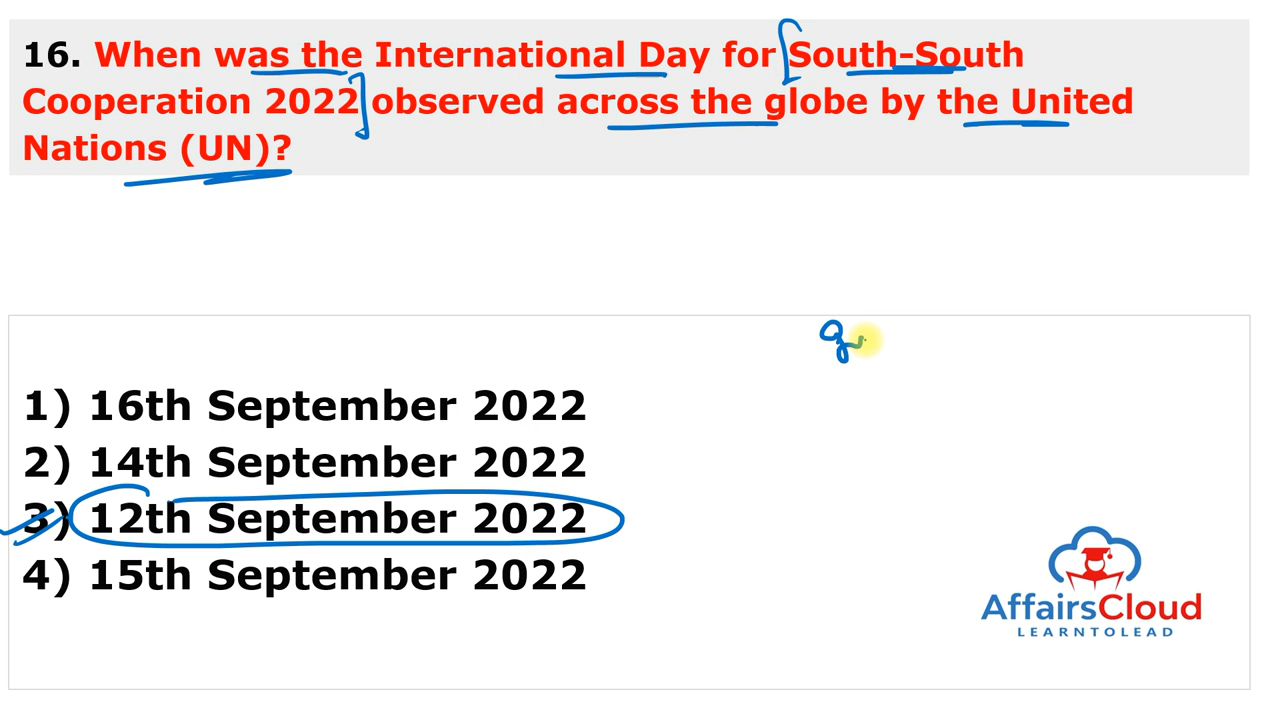 16. When was the International Day for South-South
Cooperation 2022 observed across the globe by the United
Nations (UN)?
1) 16th September 2022
2) 14th September 2022
3) 12th September 2022
4) 15th September 2022
AffairsCloud
LEARNTOLEAD